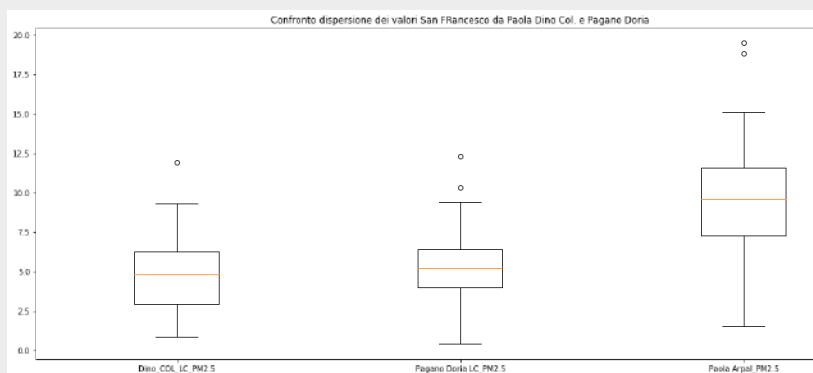 Confronto dispersione dei valori San FRancesco da Paola Dino Col. e Pagano Doria
20.0
17.5
15.0
12.5
10.0
7.5
5.0
2.5
0.0
Dino_COL_LC_PM2.5
Pagano Doria LC_PM2.5
Paola Arpal_PM2.5